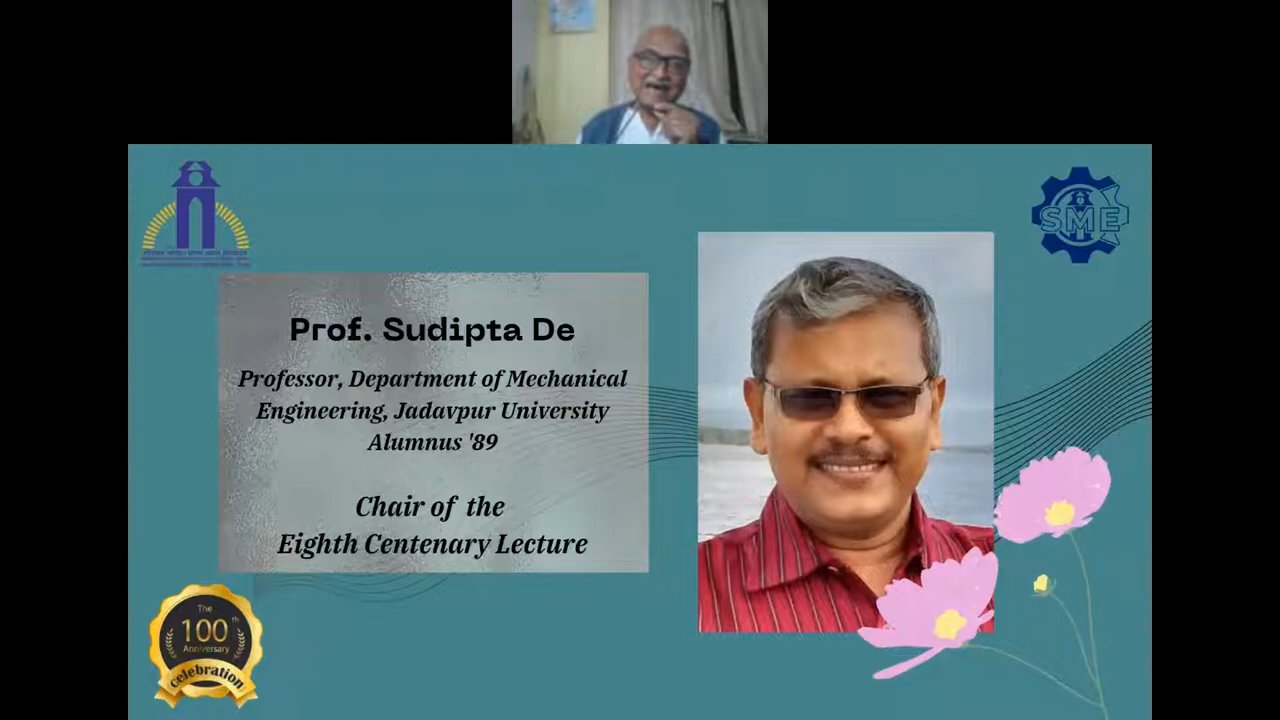 SME
Prof. Sudipta De
Professor, Department of Mechanical
Engineering, Jadavpur University
Alumnus '89
Chair of the
Eighth Centenary Lecture
The
100th
Anniversary
celebration